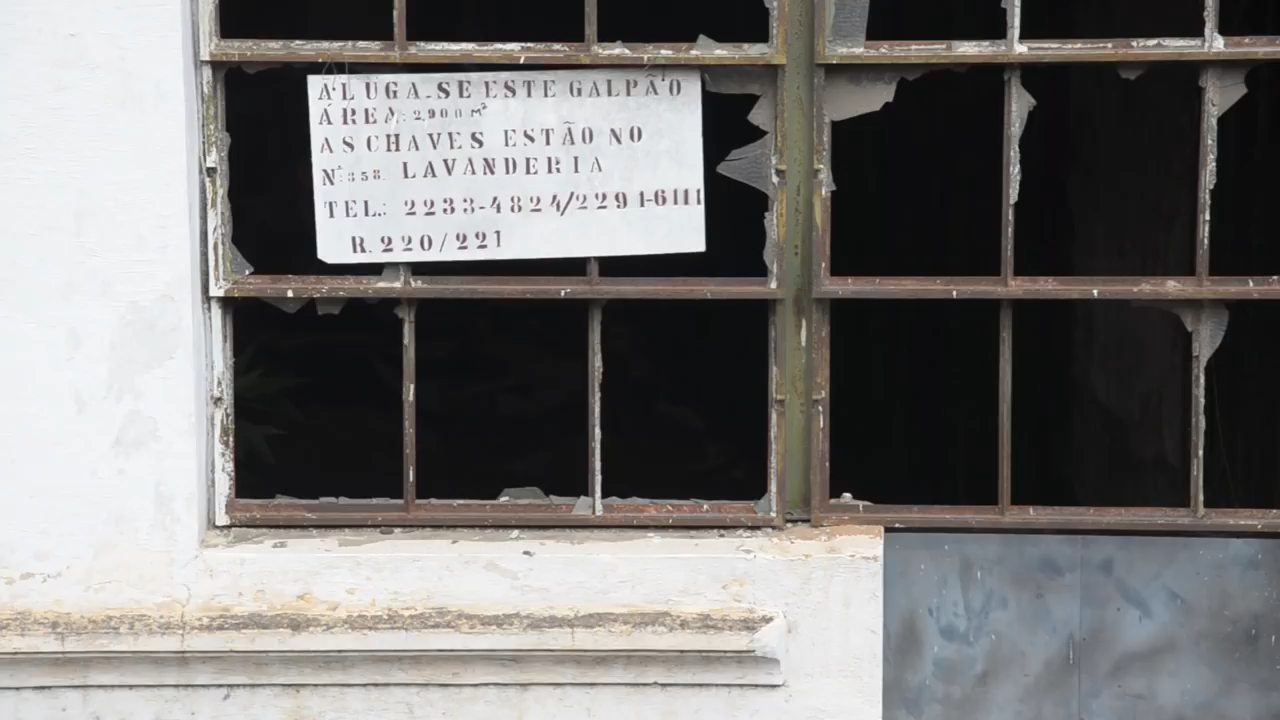 ALUGA-SE ESTE GALPÃO
ÁREA: 2,900 m²
AS CHAVES ESTÃO NO
Nº: 358. LAVANDERIA
TEL.: 2233-4824/2291-6111
R. 220/221